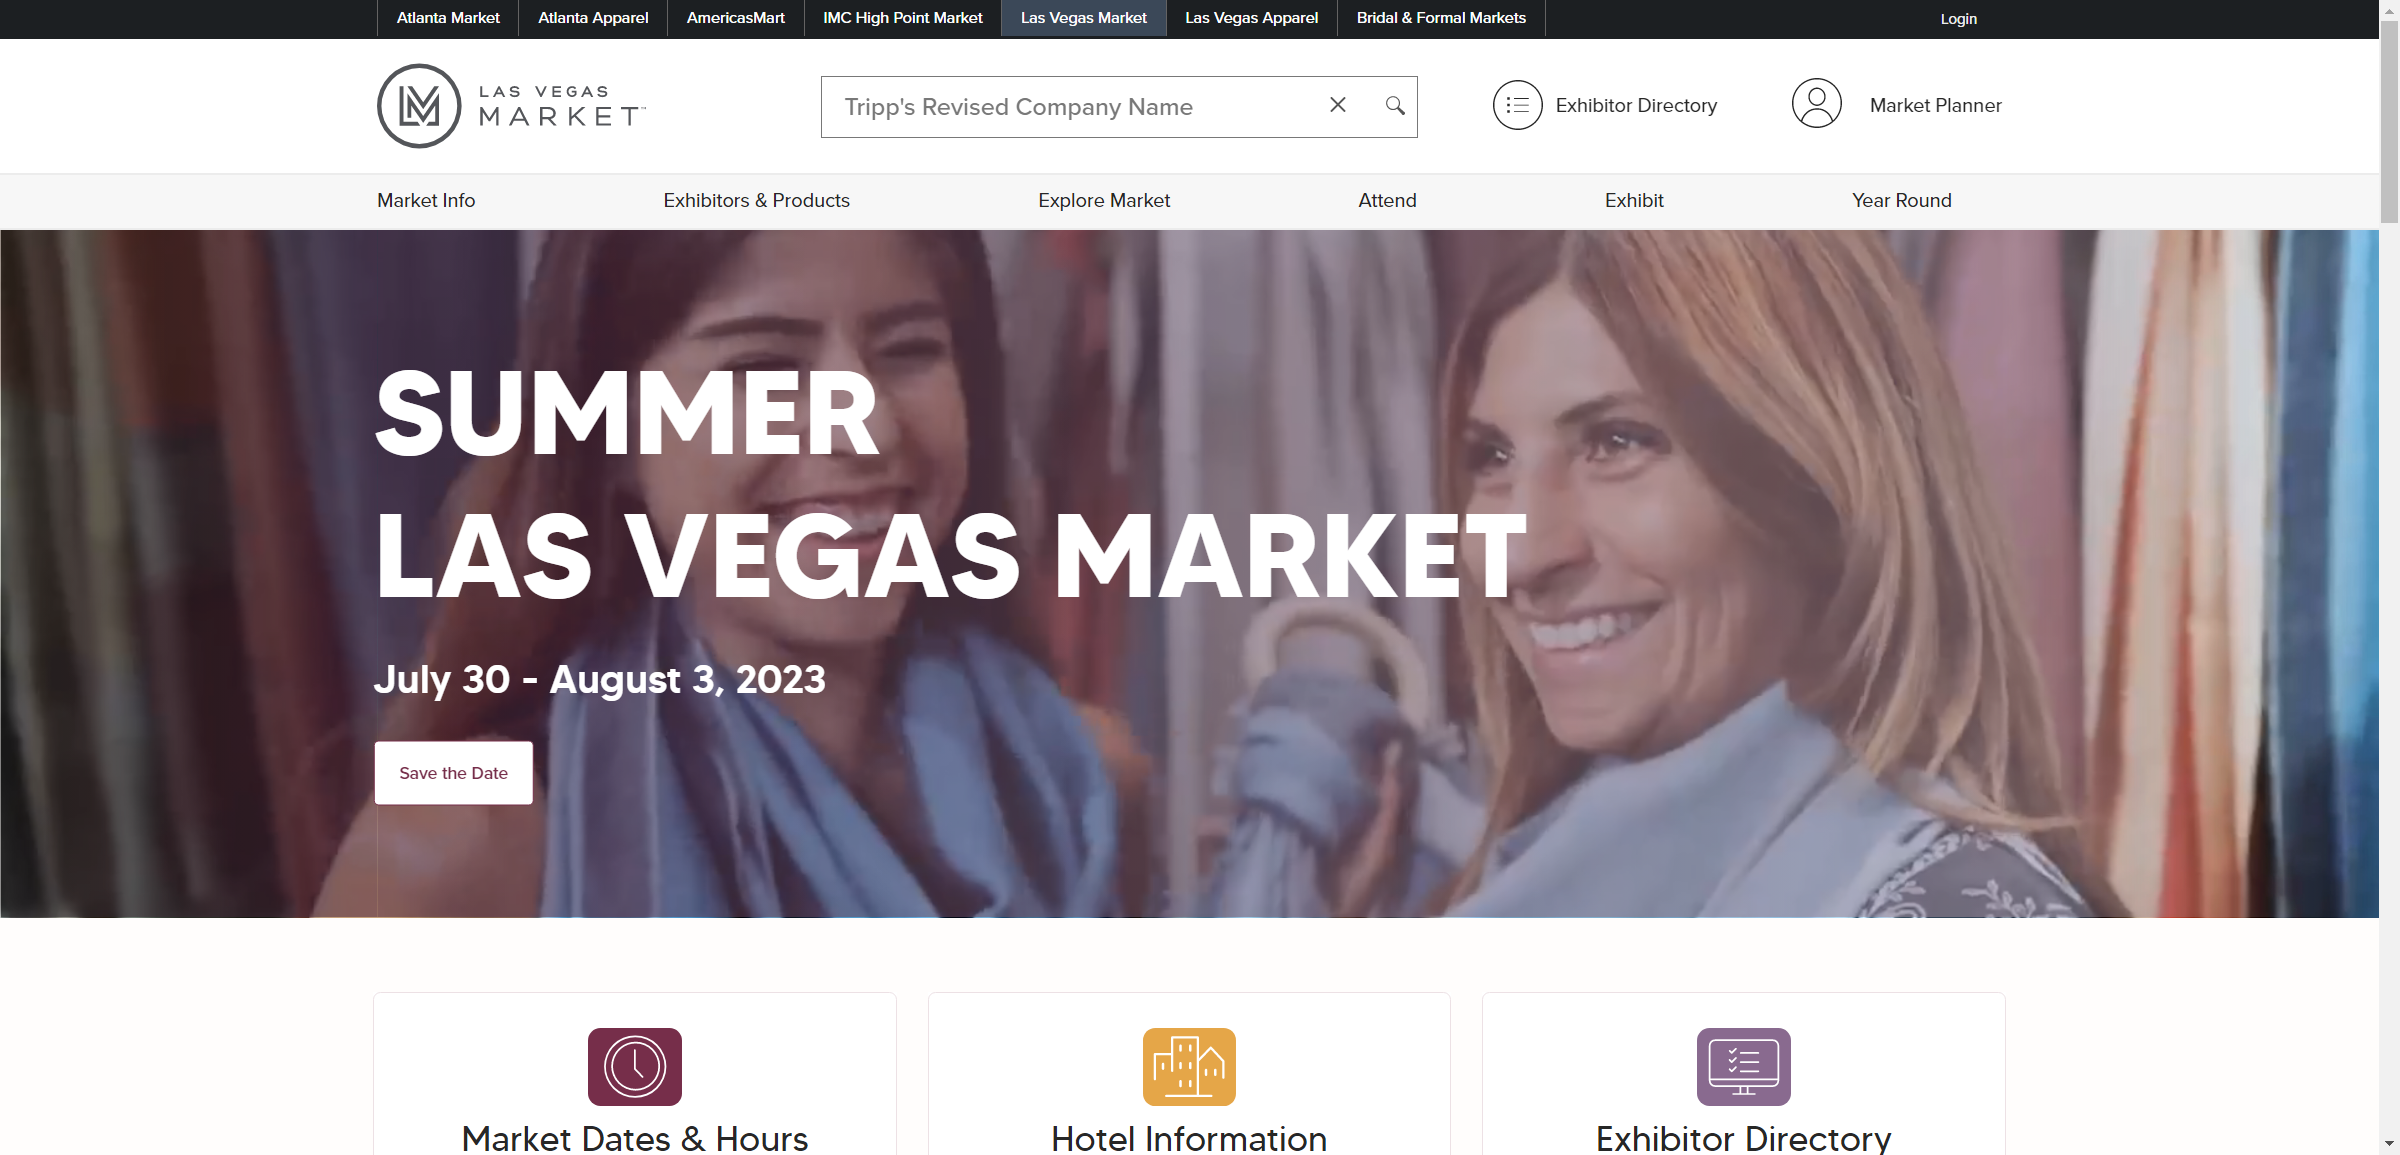 Atlanta Market
Atlanta Apparel
AmericasMart
IMC High Point Market
Las Vegas Market
Las Vegas Apparel
Bridal & Formal Markets
Login
LM
LAS VEGAS
MARKET™
Tripp's Revised Company Name
Exhibitor Directory
Market Planner
Market Info
Exhibitors & Products
Explore Market
Attend
Exhibit
Year Round
SUMMER
LAS VEGAS MARKET
July 30 - August 3, 2023
Save the Date
Market Dates & Hours
Hotel Information
Exhibitor Directory